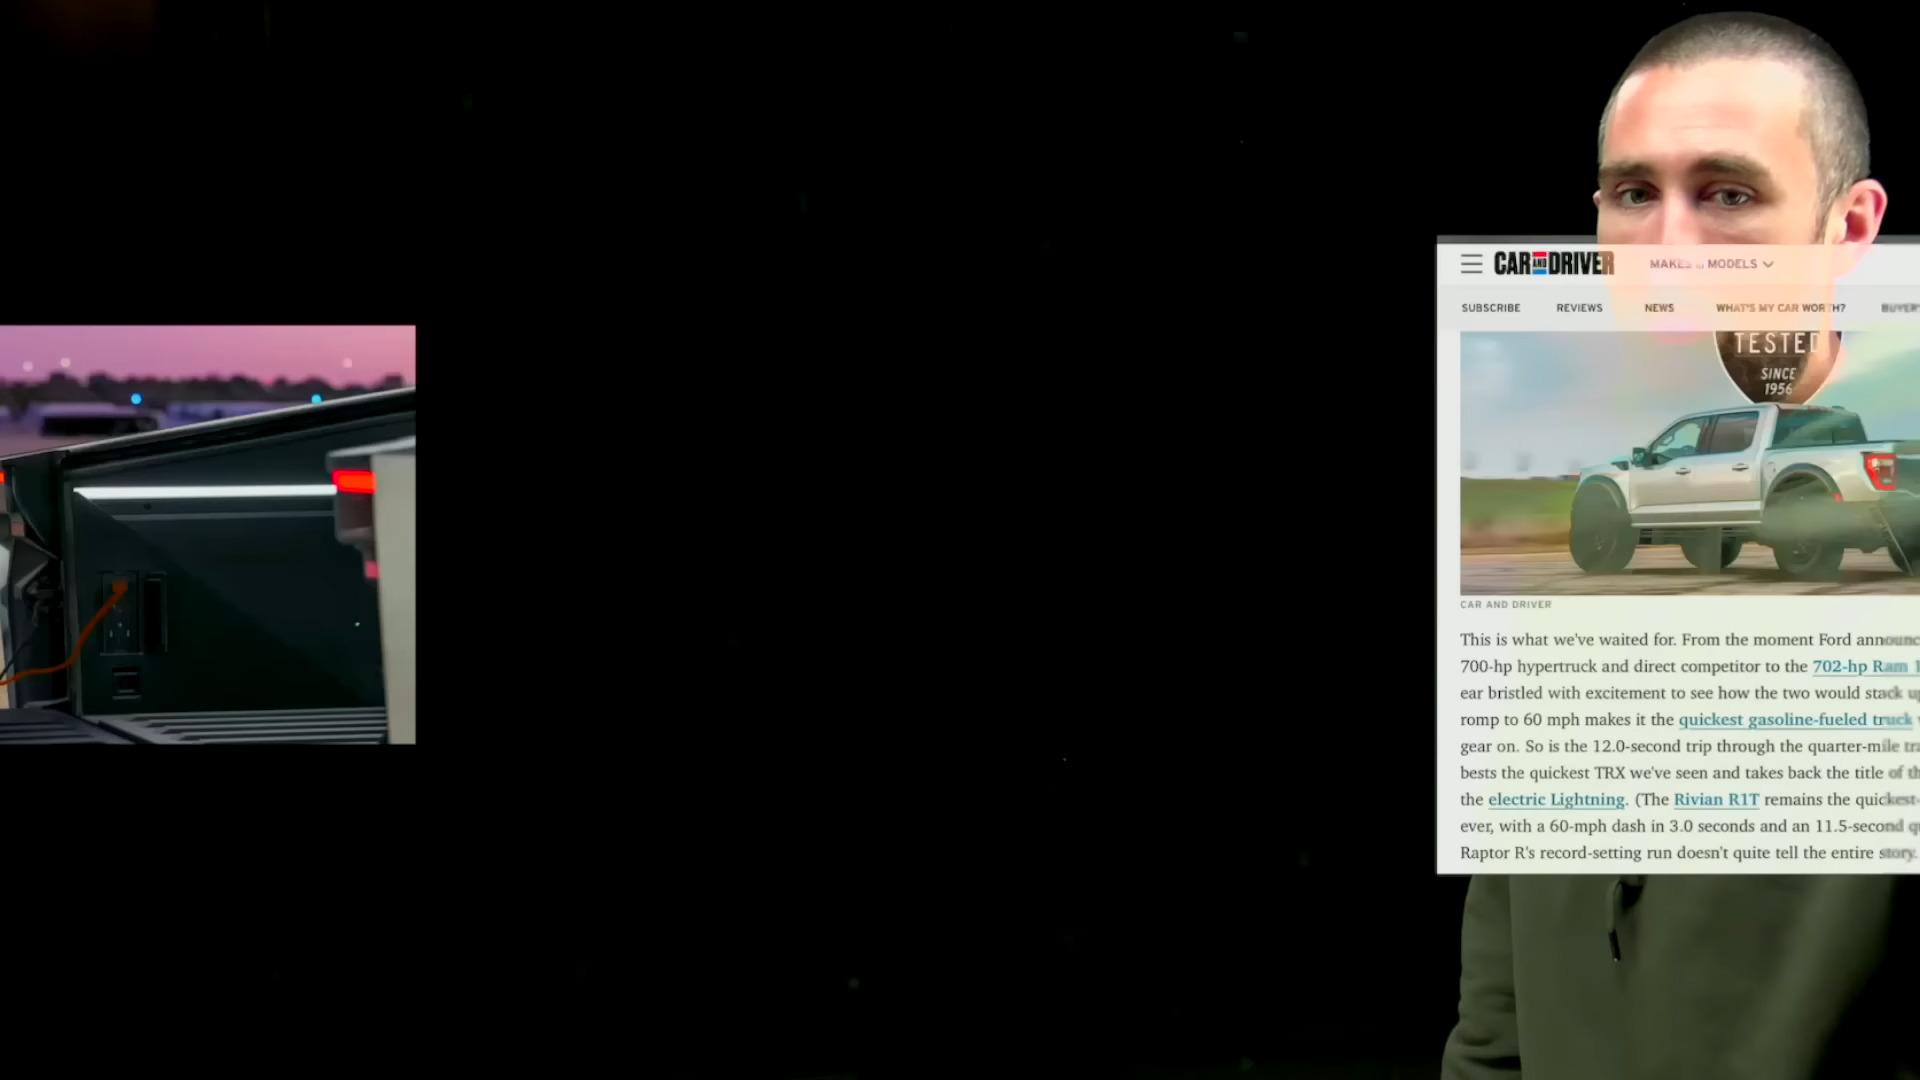 CAR AND DRIVER
MAKES MODELS
SUBSCRIBE REVIEWS NEWS WHAT'S MY CAR WORTH?
TESTED
SINCE
1956
CAR AND DRIVER
This is what we've waited for. From the moment Ford
700-hp hypertruck and direct competitor to the 702-hp Ram
ear bristled with excitement to see how the two would stack
romp to 60 mph makes it the quickest gasoline-fueled truck
gear on. So is the 12.0-second trip through the quarter-mile
bests the quickest TRX we've seen and takes back the title of
the electric Lightning. (The Rivian R1T remains the
ever, with a 60-mph dash in 3.0 seconds and an 11.5-second
Raptor R's record-setting run doesn't quite tell the entire story.